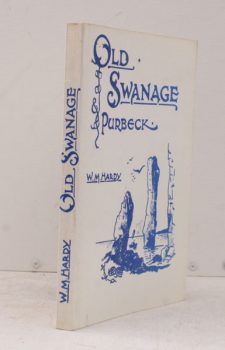 OLD
SWANAGE
PURBECK.
W.M HARDY.
OLD SWANAGE
W.M HARDY